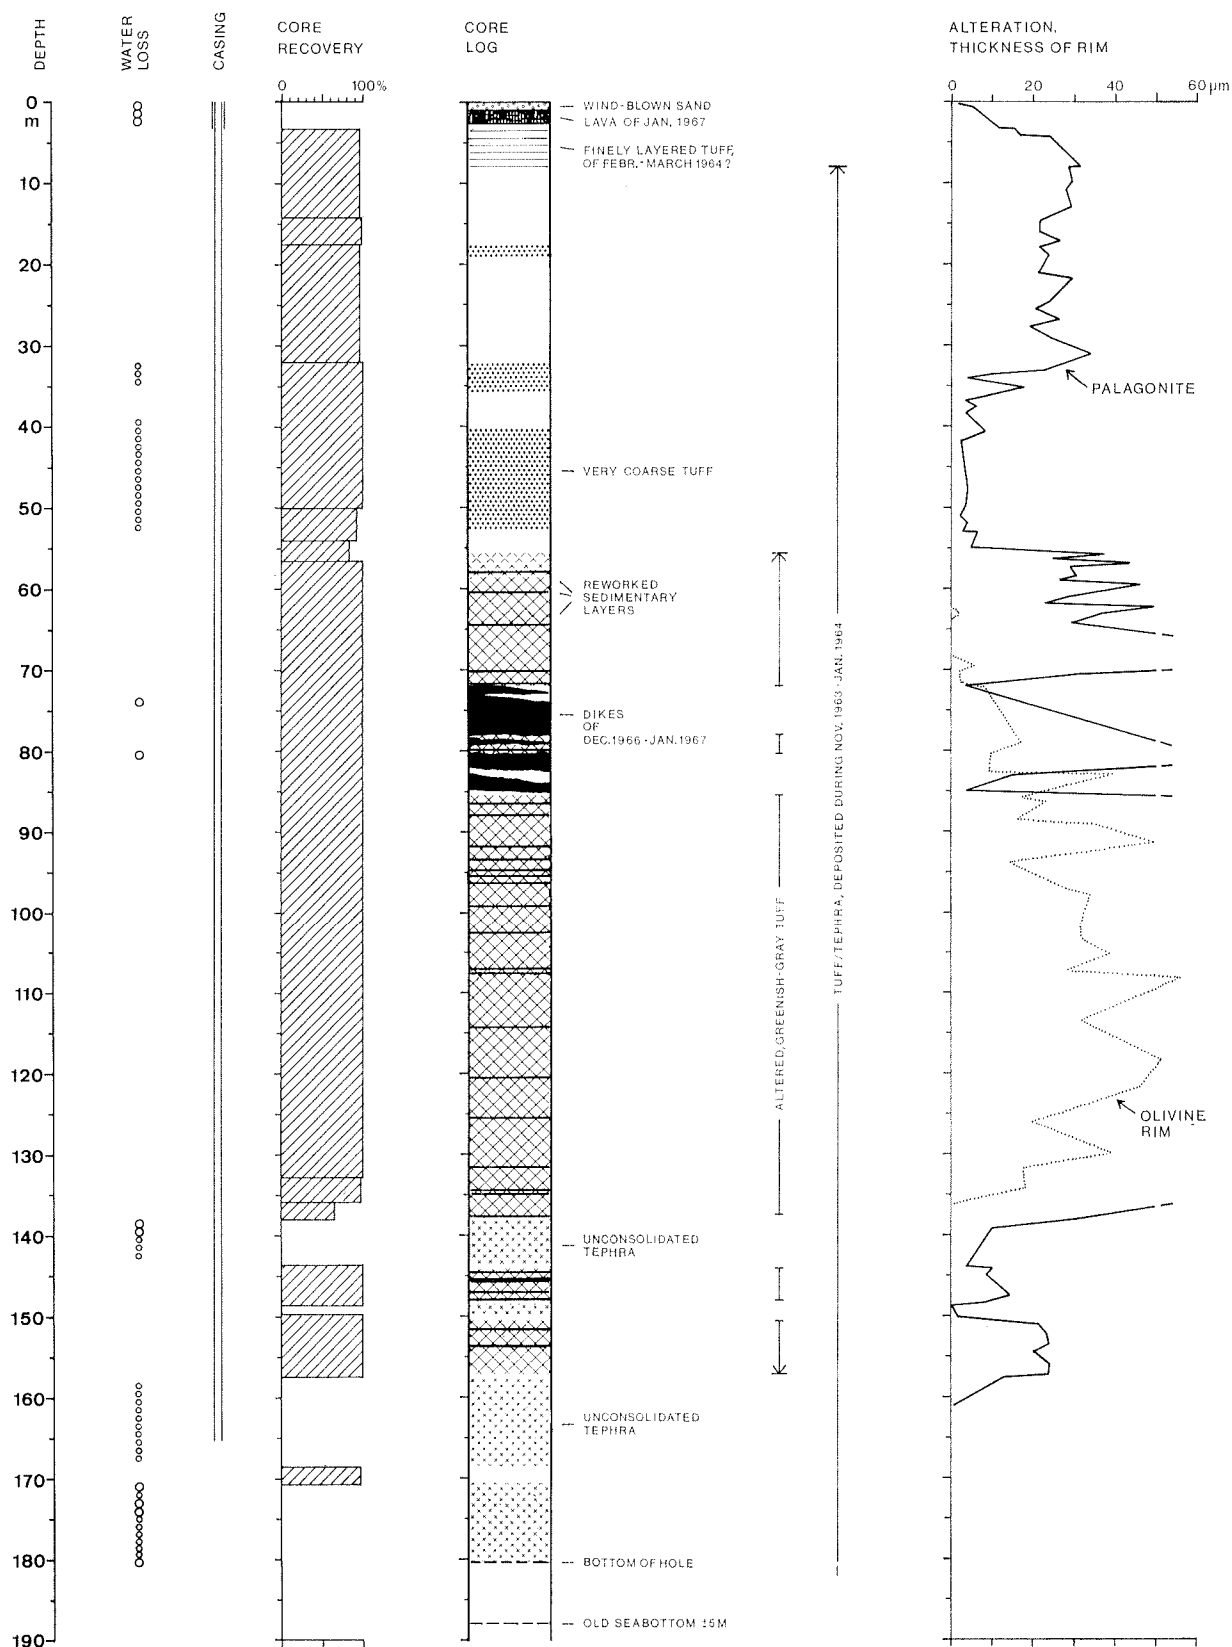 DEPTH
WATER
LOSS
CASING
CORE
RECOVERY
CORE
LOG
ALTERATION,
THICKNESS OF RIM
0 100%
0 20 40 60 µm
0
m
10
20
30
40
50
60
70
80
90
100
110
120
130
140
150
160
170
180
190
WIND-BLOWN SAND
LAVA OF JAN. 1967
FINELY LAYERED TUFF
OF FEBR.-MARCH 1964?
VERY COARSE TUFF
REWORKED
SEDIMENTARY
LAYERS
DIKES
OF
DEC.1966-JAN.1967
UNCONSOLIDATED
TEPHRA
UNCONSOLIDATED
TEPHRA
BOTTOM OF HOLE
OLD SEABOTTOM ±5M
ALTERED, GREENISH-GRAY TUFF
TUFF/TEPHRA, DEPOSITED DURING NOV. 1963-JAN. 1964
PALAGONITE
OLIVINE
RIM